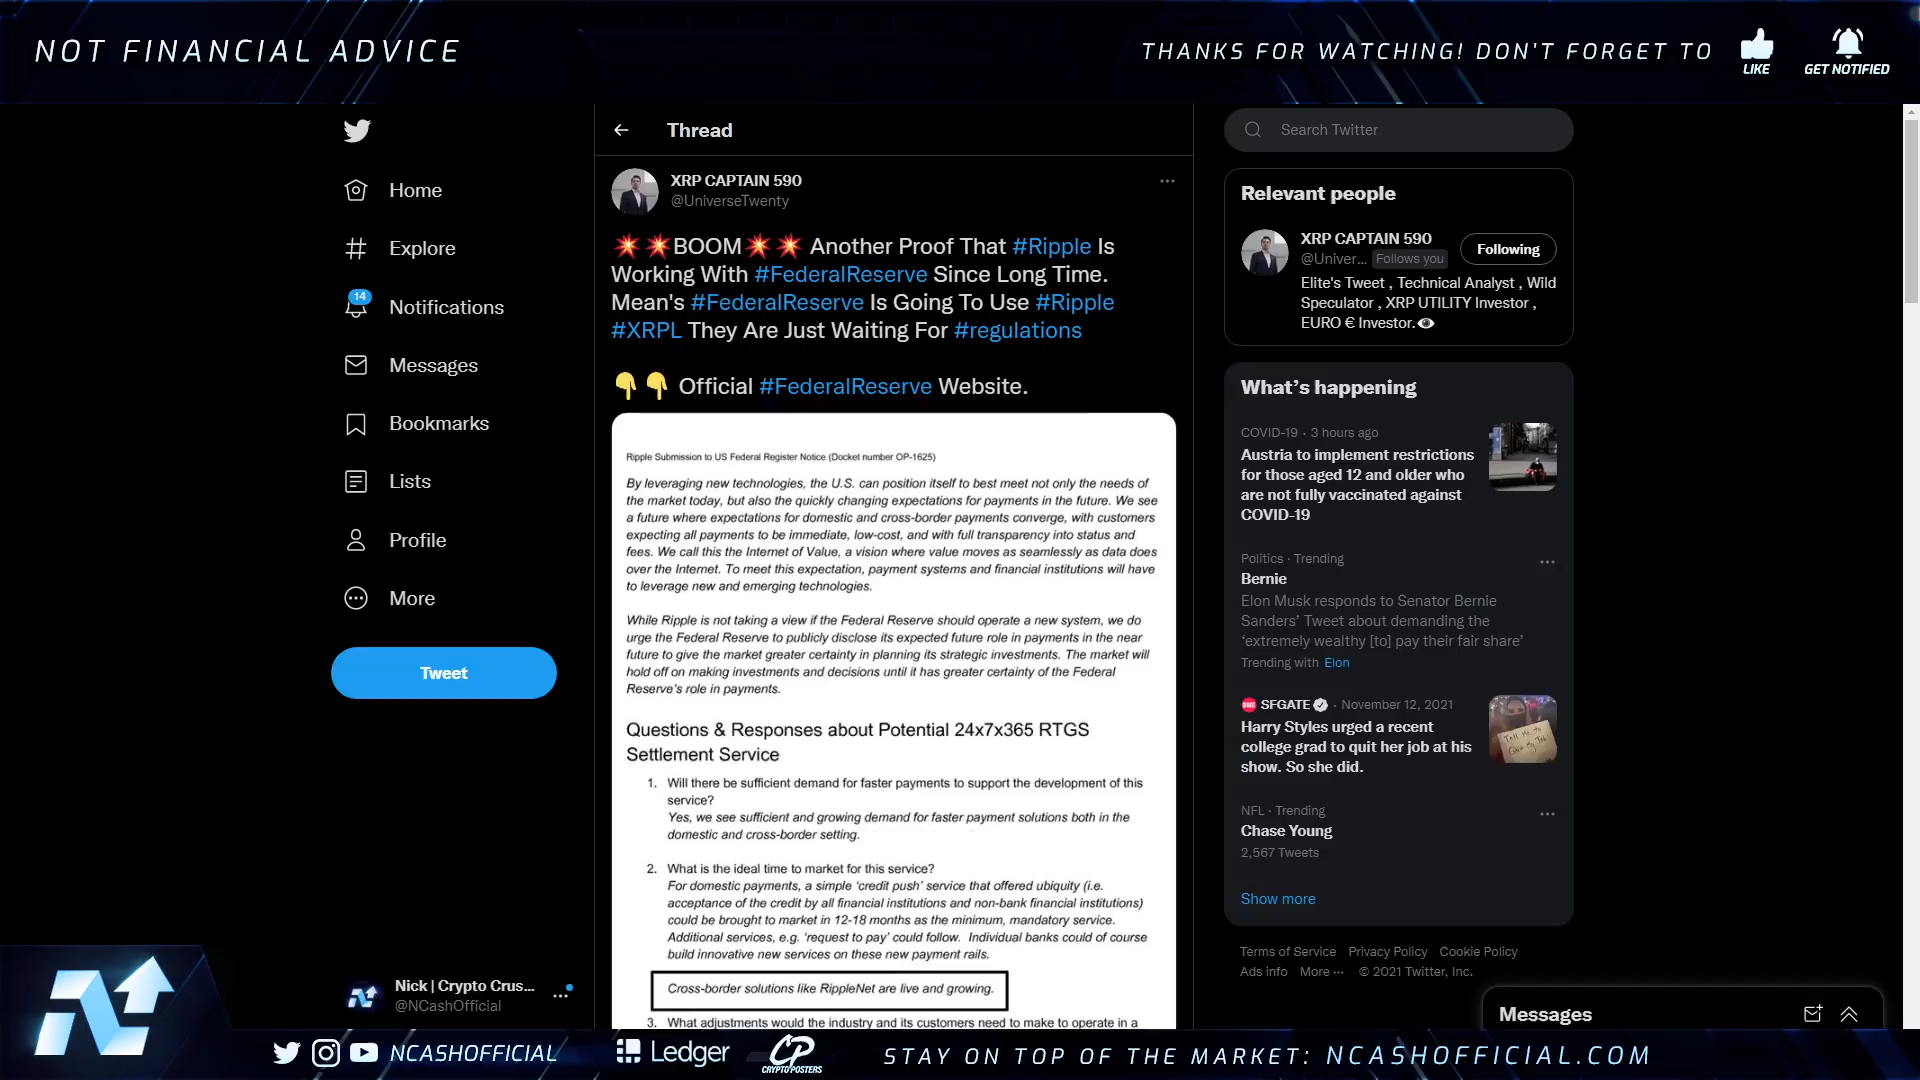 NOT FINANCIAL ADVICE
THANKS FOR WATCHING! DON'T FORGET TO
LIKE
GET NOTIFIED
Home
Explore
14
Notifications
Messages
Bookmarks
Lists
Profile
More
Tweet
Nick | Crypto Crus...
@NCashOfficial
Thread
XRP CAPTAIN 590
@UniverseTwenty
💥💥BOOM💥💥 Another Proof That #Ripple Is
Working With #FederalReserve Since Long Time.
Mean's #FederalReserve Is Going To Use #Ripple
#XRPL They Are Just Waiting For #regulations
👇👇 Official #FederalReserve Website.
Ripple Submission to US Federal Register Notice (Docket number OP-1625)
By leveraging new technologies, the U.S. can position itself to best meet not only the needs of
the market today, but also the quickly changing expectations for payments in the future. We see
a future where expectations for domestic and cross-border payments converge, with customers
expecting all payments to be immediate, low-cost, and with full transparency into status and
fees. We call this the Internet of Value, a vision where value moves as seamlessly as data does
over the Internet. To meet this expectation, payment systems and financial institutions will have
to leverage new and emerging technologies.
While Ripple is not taking a view if the Federal Reserve should operate a new system, we do
urge the Federal Reserve to publicly disclose its expected future role in payments in the near
future to give the market greater certainty in planning its strategic investments. The market will
hold off on making investments and decisions until it has greater certainty of the Federal
Reserve's role in payments.
Questions & Responses about Potential 24x7x365 RTGS
Settlement Service
1. Will there be sufficient demand for faster payments to support the development of this
service?
Yes, we see sufficient and growing demand for faster payment solutions both in the
domestic and cross-border setting.
2. What is the ideal time to market for this service?
For domestic payments, a simple 'credit push' service that offered ubiquity (i.e.
acceptance of the credit by all financial institutions and non-bank financial institutions)
could be brought to market in 12-18 months as the minimum, mandatory service.
Additional services, e.g. 'request to pay' could follow. Individual banks could of course
build innovative new services on these new payment rails.
Cross-border solutions like RippleNet are live and growing.
3. What adjustments would the industry and its customers need to make to operate in a
Search Twitter
Relevant people
XRP CAPTAIN 590
@Univer... Follows you
Following
Elite's Tweet , Technical Analyst , Wild
Speculator , XRP UTILITY Investor ,
EURO € Investor.👁
What's happening
COVID-19 · 3 hours ago
Austria to implement restrictions
for those aged 12 and older who
are not fully vaccinated against
COVID-19
Politics · Trending
Bernie
Elon Musk responds to Senator Bernie
Sanders' Tweet about demanding the
'extremely wealthy [to] pay their fair share'
Trending with Elon
SFGATE · November 12, 2021
Harry Styles urged a recent
college grad to quit her job at his
show. So she did.
NFL · Trending
Chase Young
2,567 Tweets
Show more
Terms of Service Privacy Policy Cookie Policy
Ads info More ··· © 2021 Twitter, Inc.
Messages
NCASHOFFICIAL
Ledger
CP
CRYPTO POSTERS
STAY ON TOP OF THE MARKET: NCASHOFFICIAL.COM